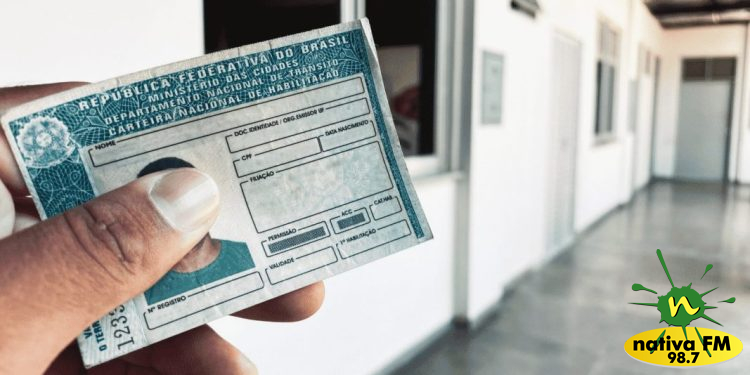 REPÚBLICA FEDERATIVA DO BRASIL
MINISTÉRIO DAS CIDADES
DEPARTAMENTO NACIONAL DE TRÂNSITO
CARTEIRA NACIONAL DE HABILITAÇÃO
NOME
DOC. IDENTIDADE / ORG. EMISSOR UF
CPF
DATA NASCIMENTO
FILIAÇÃO
PERMISSÃO
ACC
CAT.HAB.
Nº REGISTRO
VALIDADE
1ª HABILITAÇÃO
nativa FM
98.7